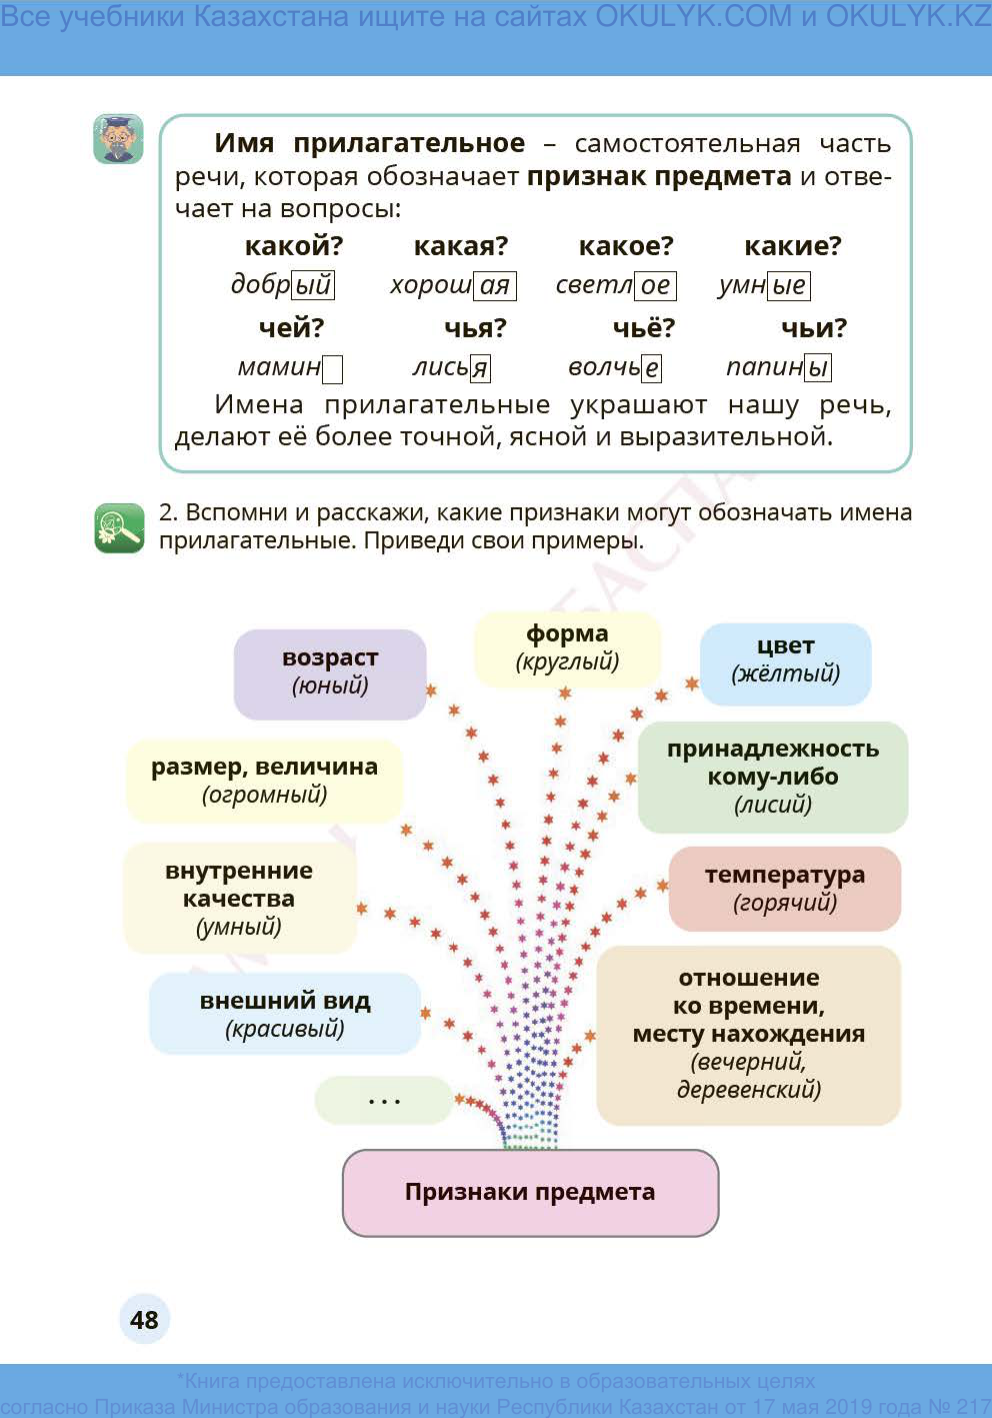 Все учебники Казахстана ищите на сайтах OKULYK.COM и OKULYK.KZ
Имя прилагательное – самостоятельная часть
речи, которая обозначает признак предмета и отве-
чает на вопросы:
какой? какая? какое? какие?
добрый хорошая светлое умные
чей? чья? чьё? чьи?
мамин лисья волчье папины
Имена прилагательные украшают нашу речь,
делают её более точной, ясной и выразительной.
2. Вспомни и расскажи, какие признаки могут обозначать имена
прилагательные. Приведи свои примеры.
форма
(круглый)
возраст
(юный)
цвет
(жёлтый)
размер, величина
(огромный)
принадлежность
кому-либо
(лисий)
внутренние
качества
(умный)
температура
(горячий)
внешний вид
(красивый)
отношение
ко времени,
месту нахождения
(вечерний,
деревенский)
...
Признаки предмета
48
*Книга предоставлена исключительно в образовательных целях
согласно Приказа Министра образования и науки Республики Казахстан от 17 мая 2019 года № 217